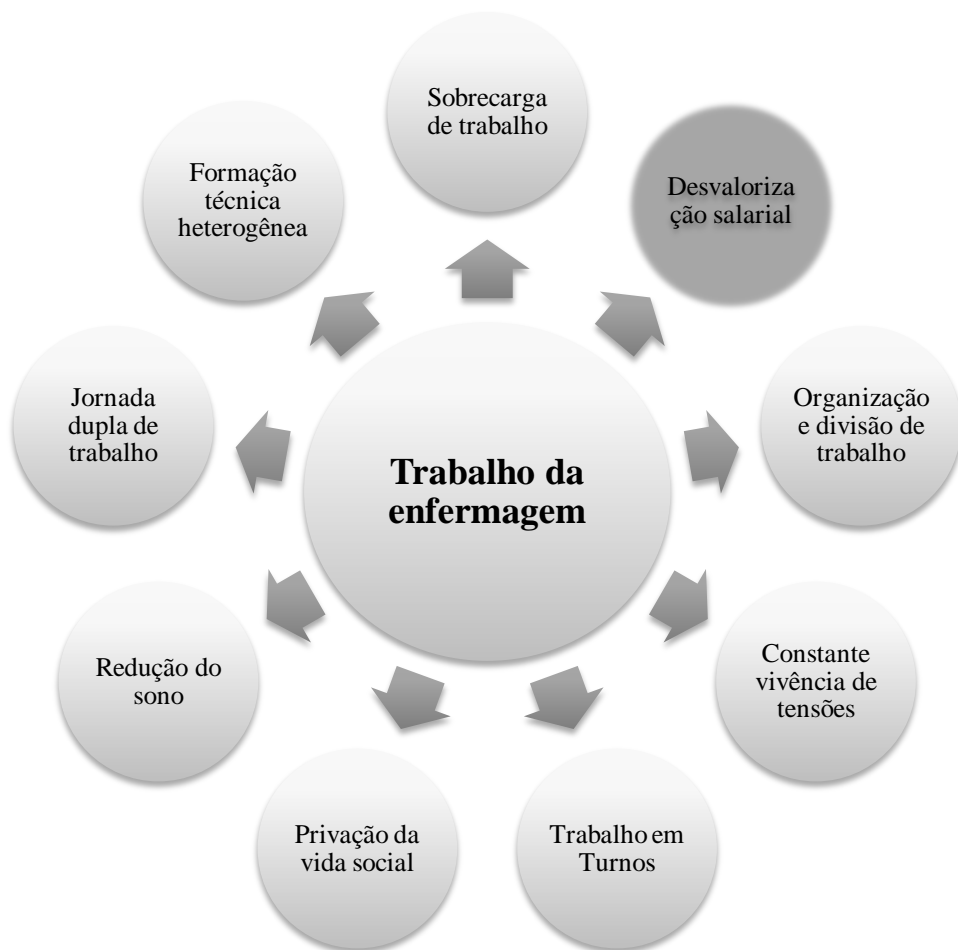 Sobrecarga
de trabalho
Desvaloriza
ção salarial
Organização
e divisão de
trabalho
Constante
vivência de
tensões
Trabalho em
Turnos
Privação da
vida social
Redução do
sono
Jornada
dupla de
trabalho
Formação
técnica
heterogênea
Trabalho da
enfermagem